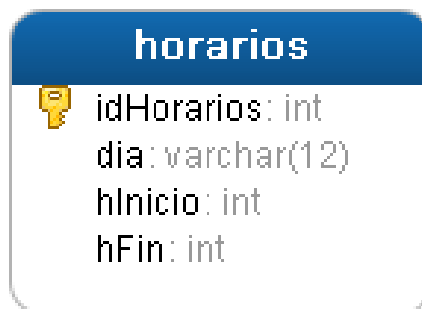 horarios
idHorarios: int
dia: varchar(12)
hInicio: int
hFin: int